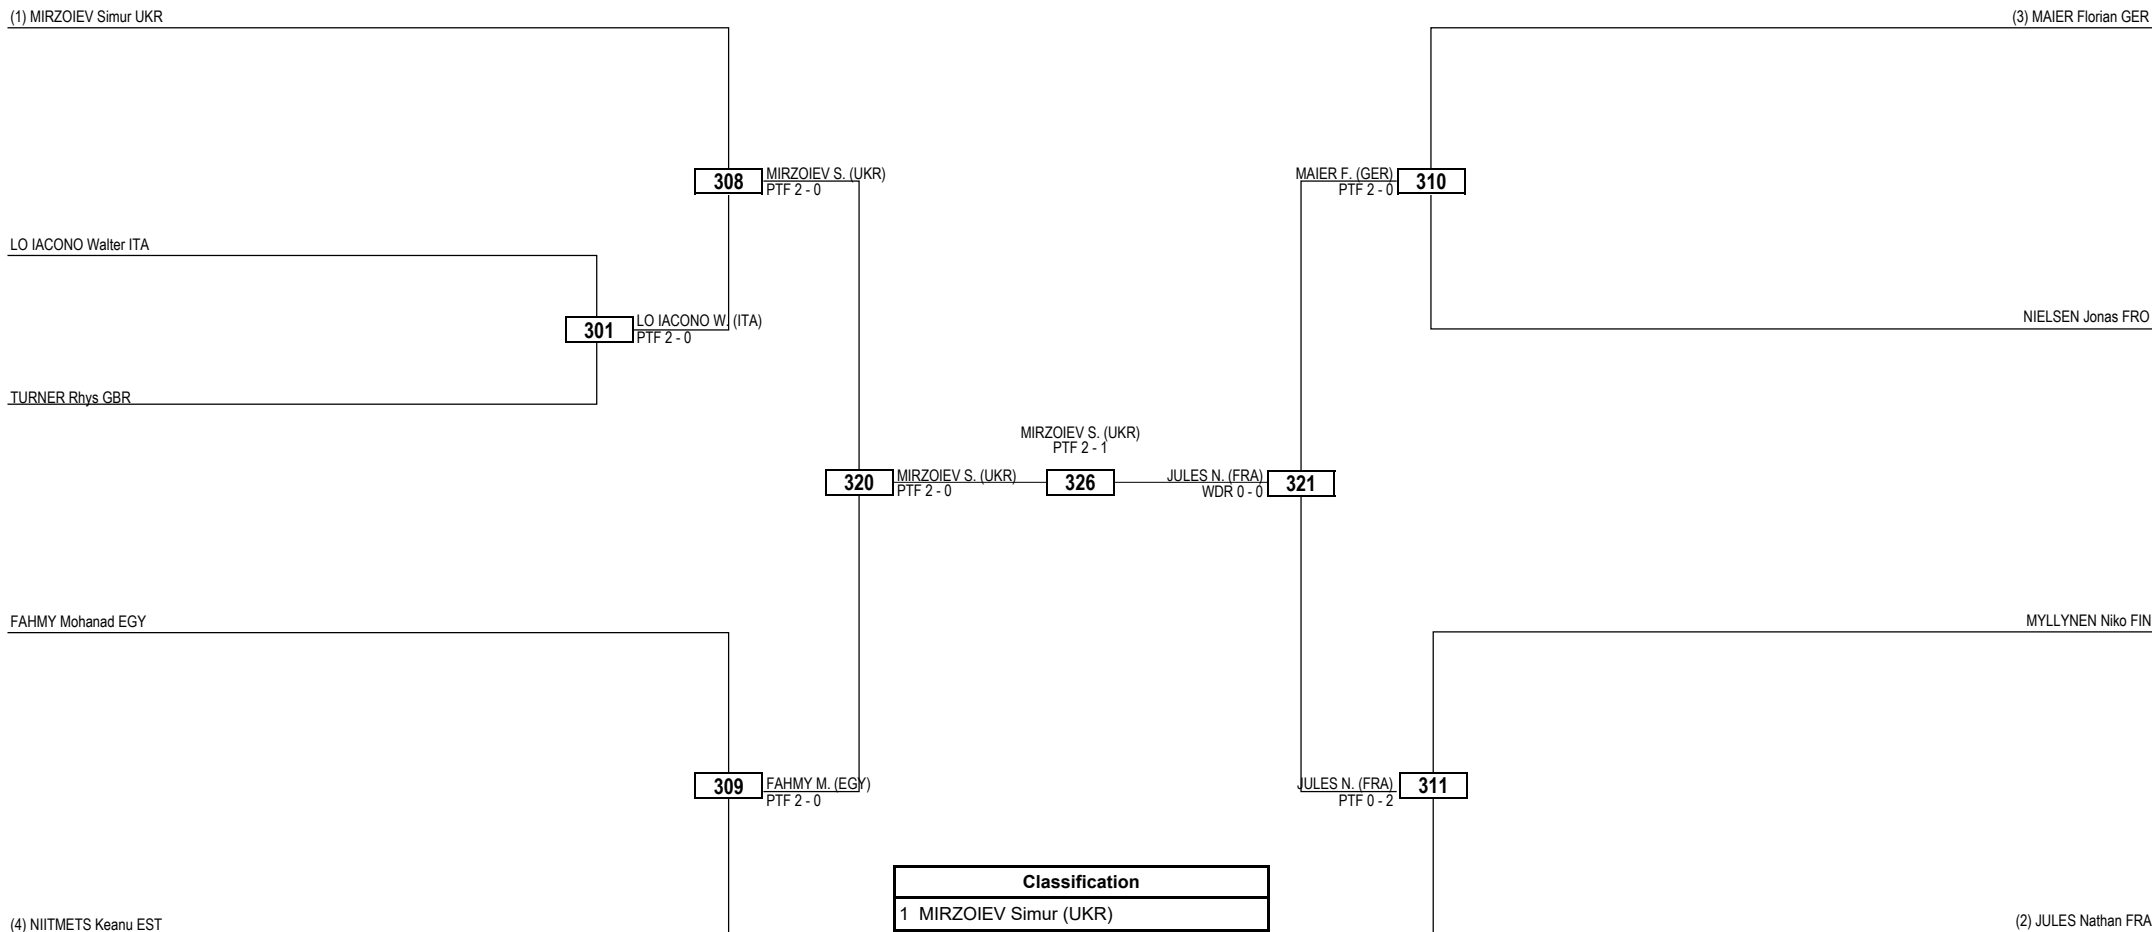 (1) MIRZOIEV Simur UKR
(3) MAIER Florian GER
308
MIRZOIEV S. (UKR)
PTF 2 - 0
MAIER F. (GER)
PTF 2 - 0
310
LO IACONO Walter ITA
301
LO IACONO W. (ITA)
PTF 2 - 0
NIELSEN Jonas FRO
TURNER Rhys GBR
MIRZOIEV S. (UKR)
PTF 2 - 1
320
MIRZOIEV S. (UKR)
PTF 2 - 0
326
JULES N. (FRA)
WDR 0 - 0
321
FAHMY Mohanad EGY
MYLLYNEN Niko FIN
309
FAHMY M. (EGY)
PTF 2 - 0
JULES N. (FRA)
PTF 0 - 2
311
Classification
1 MIRZOIEV Simur (UKR)
(4) NIITMETS Keanu EST
(2) JULES Nathan FRA